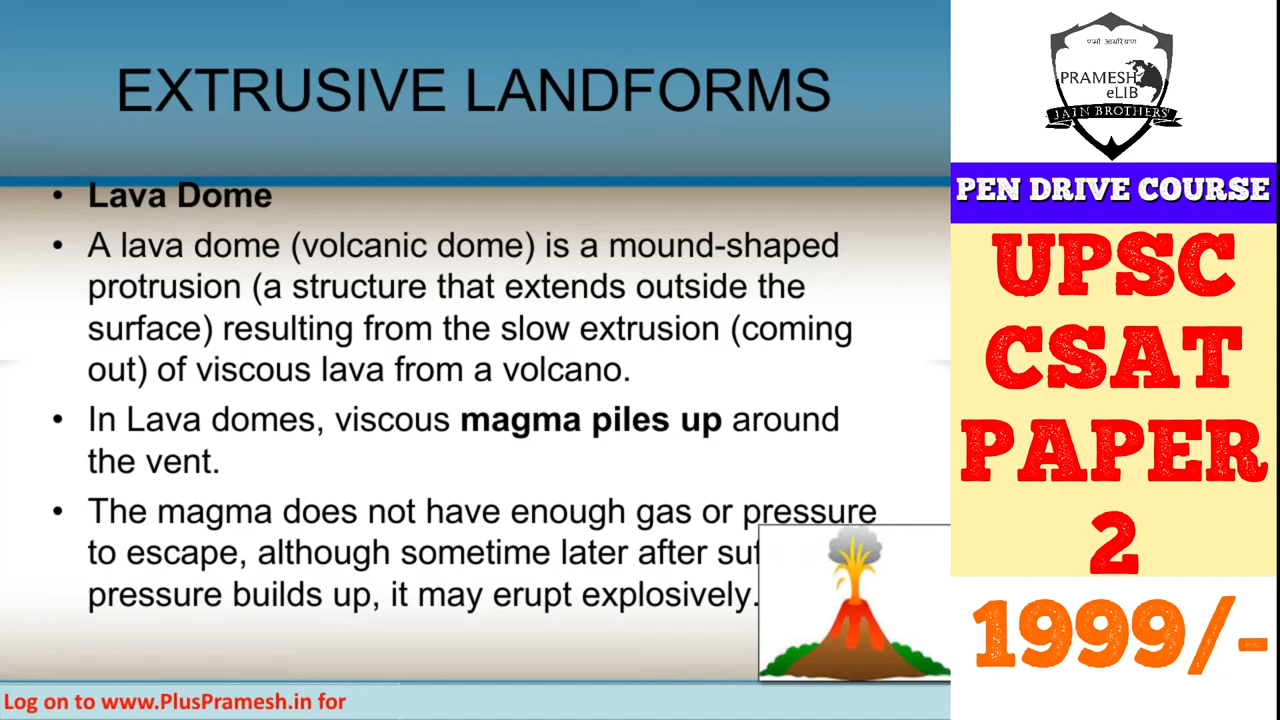 EXTRUSIVE LANDFORMS
• Lava Dome
• A lava dome (volcanic dome) is a mound-shaped
protrusion (a structure that extends outside the
surface) resulting from the slow extrusion (coming
out) of viscous lava from a volcano.
• In Lava domes, viscous magma piles up around
the vent.
• The magma does not have enough gas or pressure
to escape, although sometime later after
pressure builds up, it may erupt explosively.
Log on to www.PlusPramesh.in for
णमो आयरियाण
PRAMESH
eLIB
JAIN BROTHERS'
PEN DRIVE COURSE
UPSC
CSAT
PAPER
2
1999/-